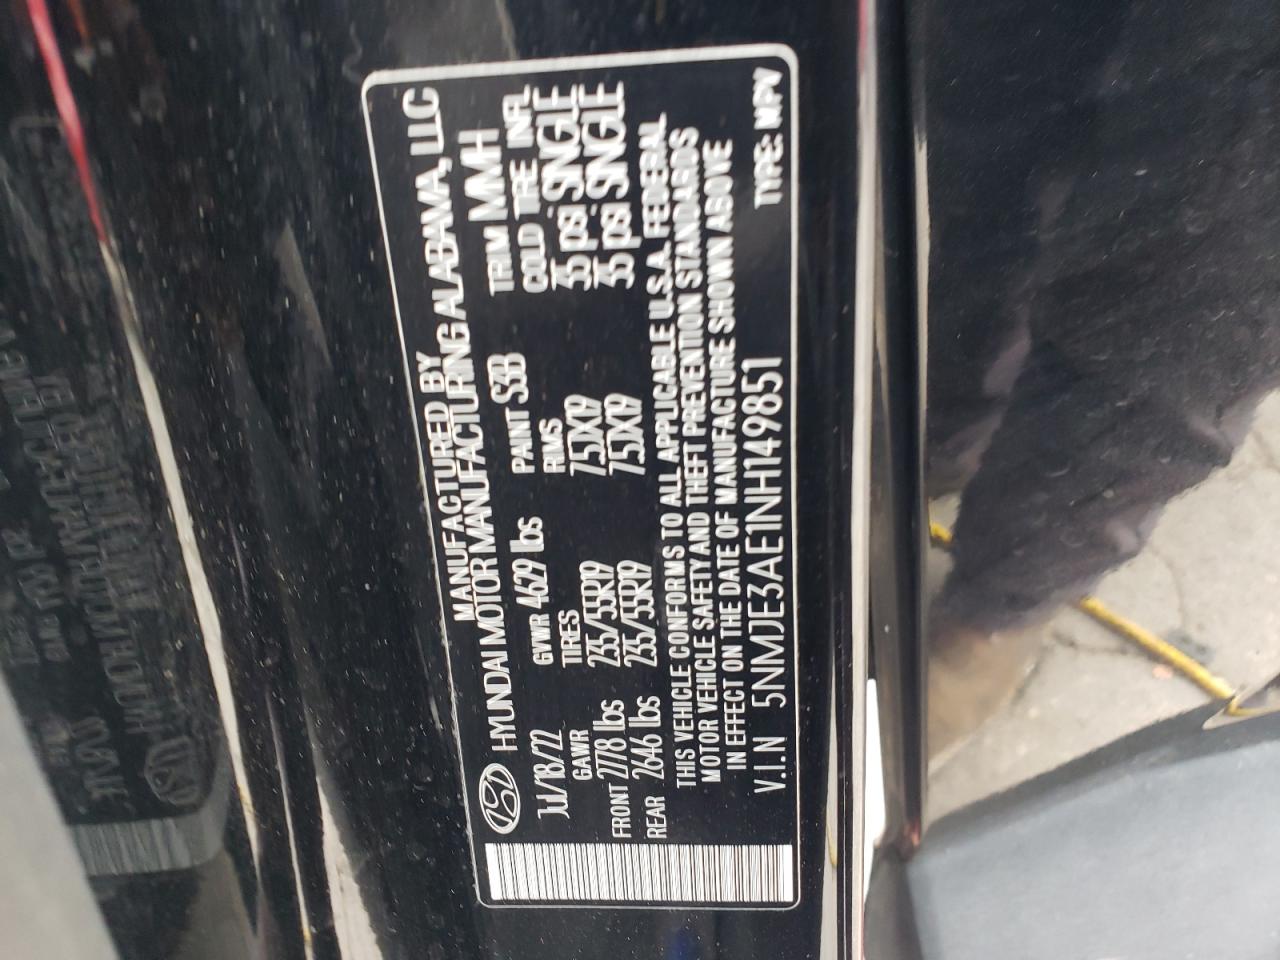 MANUFACTURED BY
HYUNDAI MOTOR MANUFACTURING ALABAMA, LLC
Jul/18/22 GVWR 4629 lbs PAINT S3B TRIM MMH
GAWR TIRES RIMS COLD TIRE INFL
FRONT 2778 lbs 235/55R19 7.5JX19 35 psi SINGLE
REAR 2646 lbs 235/55R19 7.5JX19 35 psi SINGLE
THIS VEHICLE CONFORMS TO ALL APPLICABLE U.S.A. FEDERAL
MOTOR VEHICLE SAFETY AND THEFT PREVENTION STANDARDS
IN EFFECT ON THE DATE OF MANUFACTURE SHOWN ABOVE
V.I.N 5NMJE3AE1NH149851 TYPE: MPV